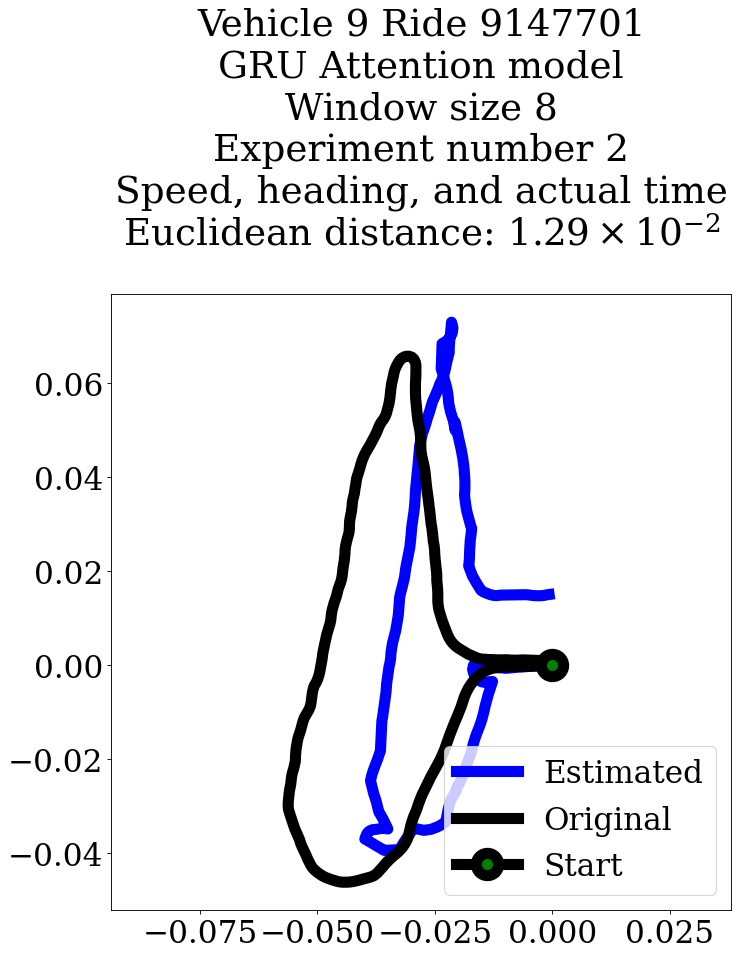 Vehicle 9 Ride 9147701
GRU Attention model
Window size 8
Experiment number 2
Speed, heading, and actual time
Euclidean distance: 1.29 × 10⁻²
0.06
0.04
0.02
0.00
−0.02
−0.04
Estimated
Original
Start
−0.075 −0.050 −0.025 0.000 0.025